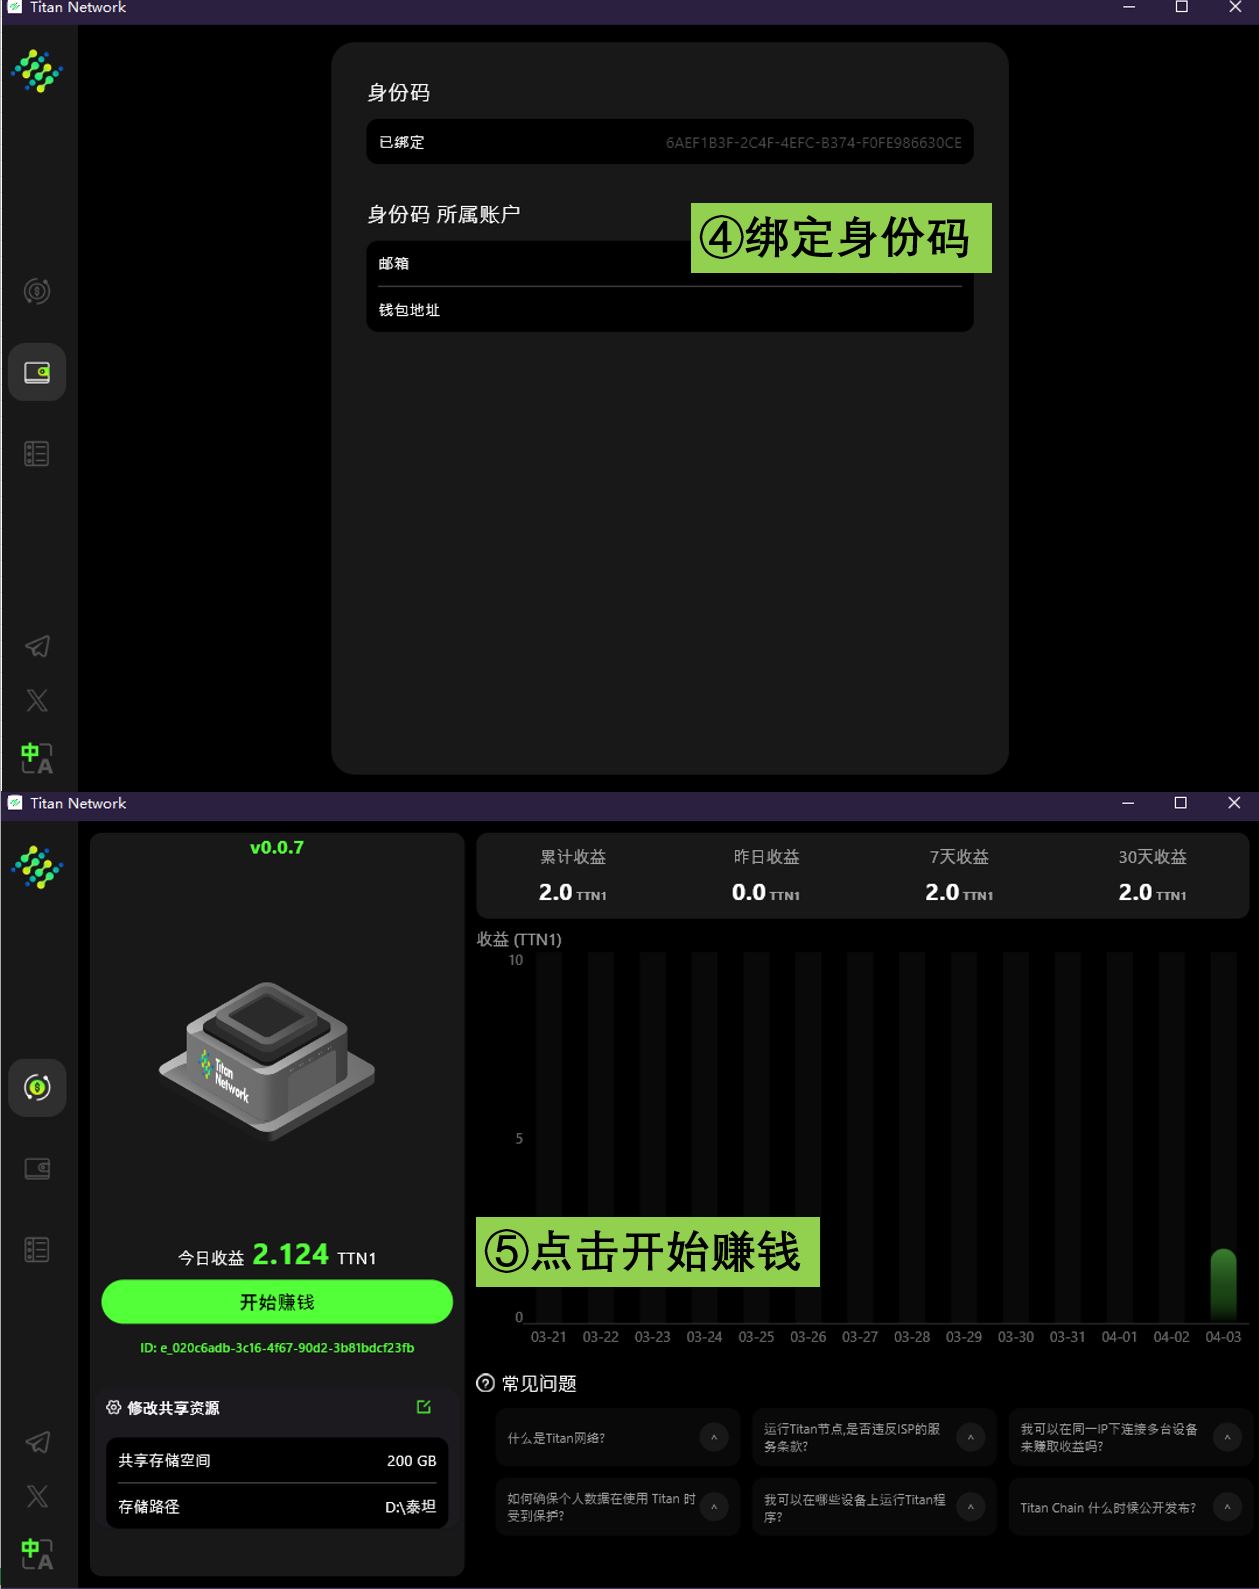 Titan Network
身份码
已绑定 6AEF1B3F-2C4F-4EFC-B374-F0FE986630CE
身份码 所属账户
④绑定身份码
邮箱
钱包地址
中A
Titan Network
v0.0.7
累计收益 昨日收益 7天收益 30天收益
2.0 TTN1 0.0 TTN1 2.0 TTN1 2.0 TTN1
收益 (TTN1)
10
5
0
03-21 03-22 03-23 03-24 03-25 03-26 03-27 03-28 03-29 03-30 03-31 04-01 04-02 04-03
Titan
Network
今日收益 2.124 TTN1
⑤点击开始赚钱
开始赚钱
ID: e_020c6adb-3c16-4f67-90d2-3b81bdcf23fb
修改共享资源
共享存储空间 200 GB
存储路径 D:\泰坦
常见问题
什么是Titan网络?
运行Titan节点,是否违反ISP的服
务条款?
我可以在同一IP下连接多台设备
来赚取收益吗?
如何确保个人数据在使用 Titan 时
受到保护?
我可以在哪些设备上运行Titan程
序?
Titan Chain 什么时候公开发布?
中A